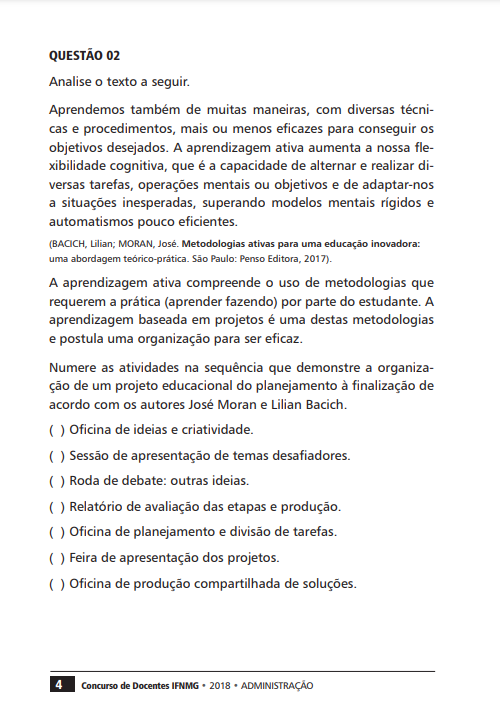 QUESTÃO 02
Analise o texto a seguir.
Aprendemos também de muitas maneiras, com diversas técni-
cas e procedimentos, mais ou menos eficazes para conseguir os
objetivos desejados. A aprendizagem ativa aumenta a nossa fle-
xibilidade cognitiva, que é a capacidade de alternar e realizar di-
versas tarefas, operações mentais ou objetivos e de adaptar-nos
a situações inesperadas, superando modelos mentais rígidos e
automatismos pouco eficientes.
(BACICH, Lilian; MORAN, José. Metodologias ativas para uma educação inovadora:
uma abordagem teórico-prática. São Paulo: Penso Editora, 2017).
A aprendizagem ativa compreende o uso de metodologias que
requerem a prática (aprender fazendo) por parte do estudante. A
aprendizagem baseada em projetos é uma destas metodologias
e postula uma organização para ser eficaz.
Numere as atividades na sequência que demonstre a organiza-
ção de um projeto educacional do planejamento à finalização de
acordo com os autores José Moran e Lilian Bacich.
( ) Oficina de ideias e criatividade.
( ) Sessão de apresentação de temas desafiadores.
( ) Roda de debate: outras ideias.
( ) Relatório de avaliação das etapas e produção.
( ) Oficina de planejamento e divisão de tarefas.
( ) Feira de apresentação dos projetos.
( ) Oficina de produção compartilhada de soluções.
4 Concurso de Docentes IFNMG • 2018 • ADMINISTRAÇÃO